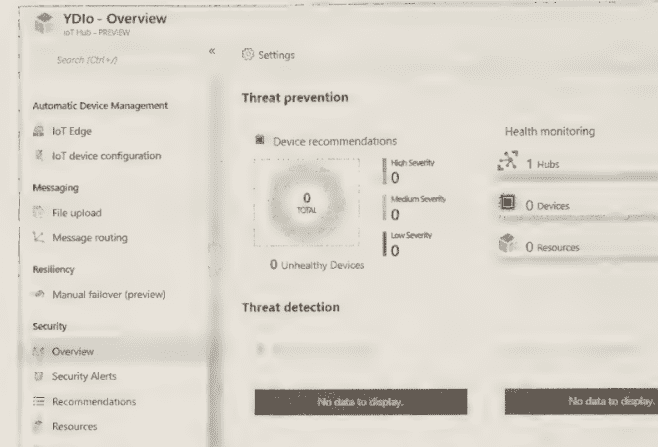 YDIo - Overview
IoT Hub - PREVIEW
Search (Ctrl+/)
«
Settings
Automatic Device Management
IoT Edge
IoT device configuration
Messaging
File upload
Message routing
Resiliency
Manual failover (preview)
Security
Overview
Security Alerts
Recommendations
Resources
Threat prevention
Device recommendations
0
TOTAL
0 Unhealthy Devices
High Severity
0
Medium Severity
0
Low Severity
0
Health monitoring
1 Hubs
0 Devices
0 Resources
Threat detection
No data to display.
No data to display.